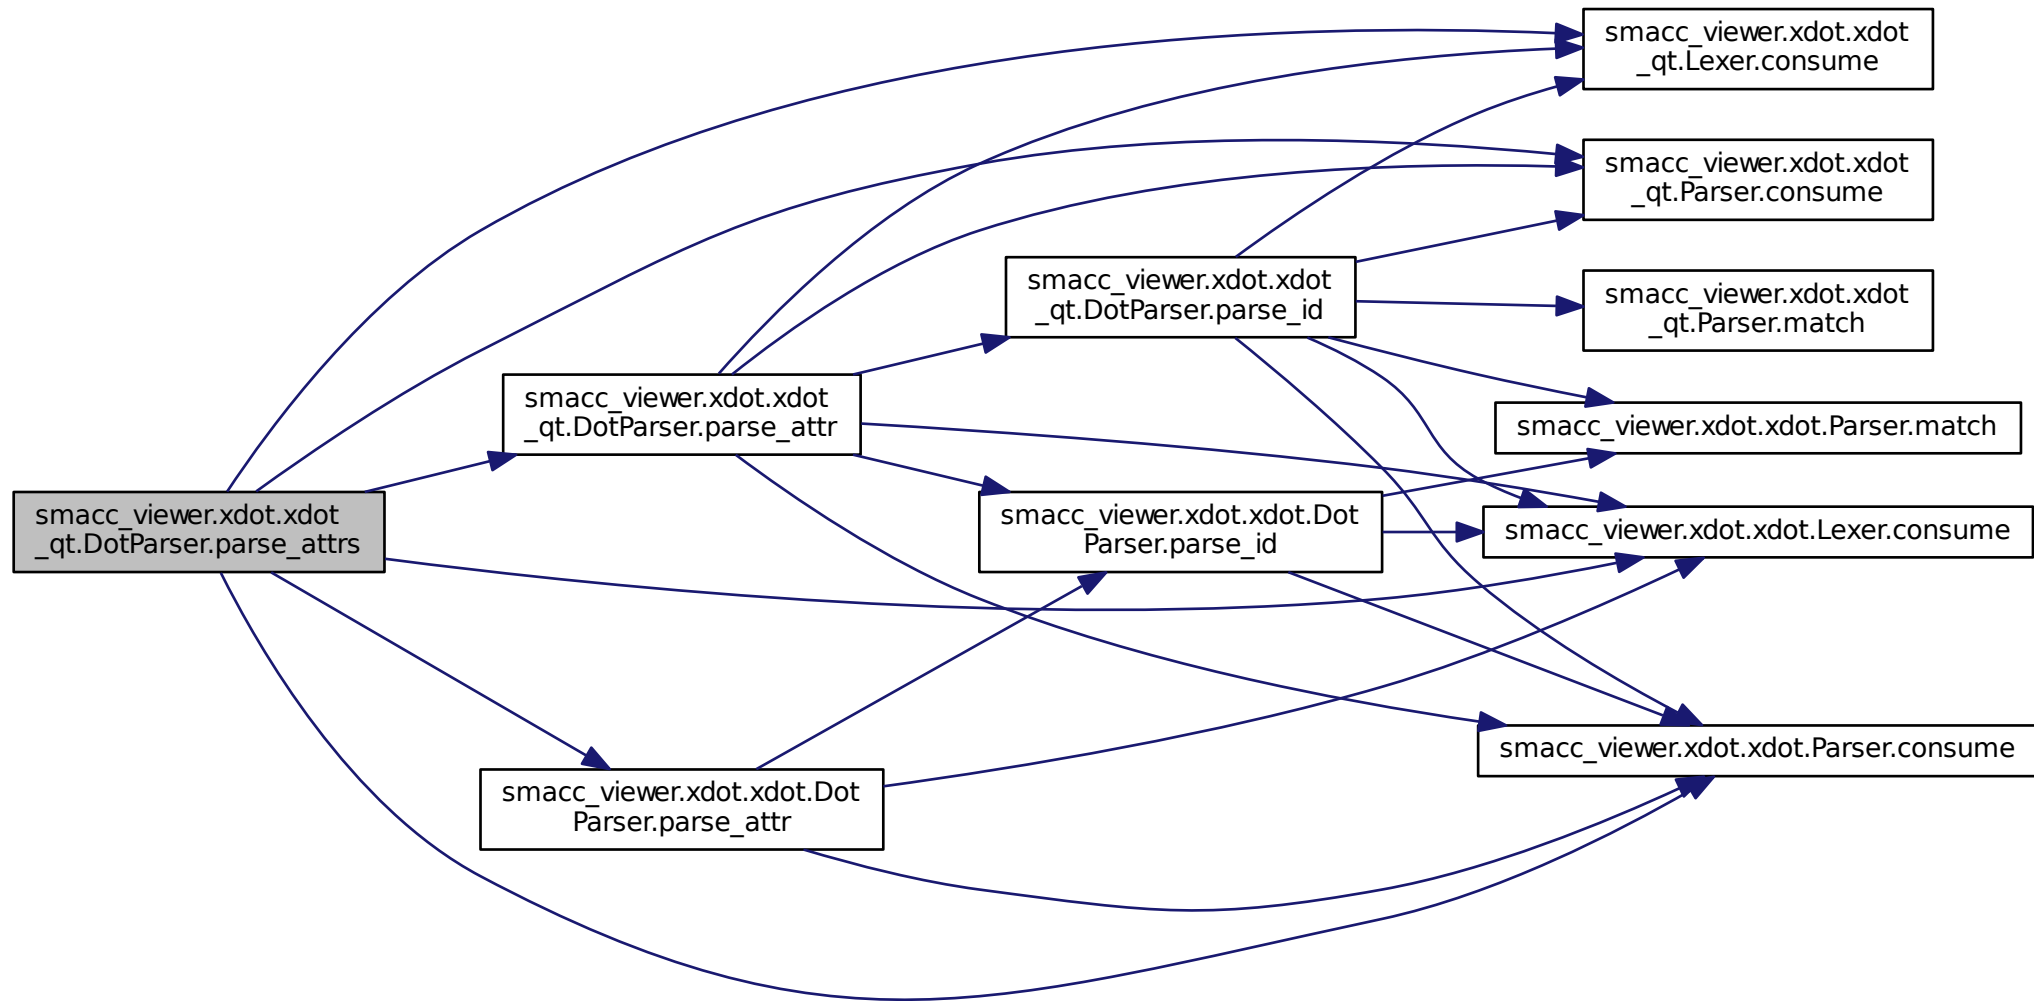 smacc_viewer.xdot.xdot
_qt.DotParser.parse_attrs
smacc_viewer.xdot.xdot
_qt.DotParser.parse_attr
smacc_viewer.xdot.xdot.Dot
Parser.parse_attr
smacc_viewer.xdot.xdot
_qt.DotParser.parse_id
smacc_viewer.xdot.xdot.Dot
Parser.parse_id
smacc_viewer.xdot.xdot
_qt.Lexer.consume
smacc_viewer.xdot.xdot
_qt.Parser.consume
smacc_viewer.xdot.xdot
_qt.Parser.match
smacc_viewer.xdot.xdot.Parser.match
smacc_viewer.xdot.xdot.Lexer.consume
smacc_viewer.xdot.xdot.Parser.consume